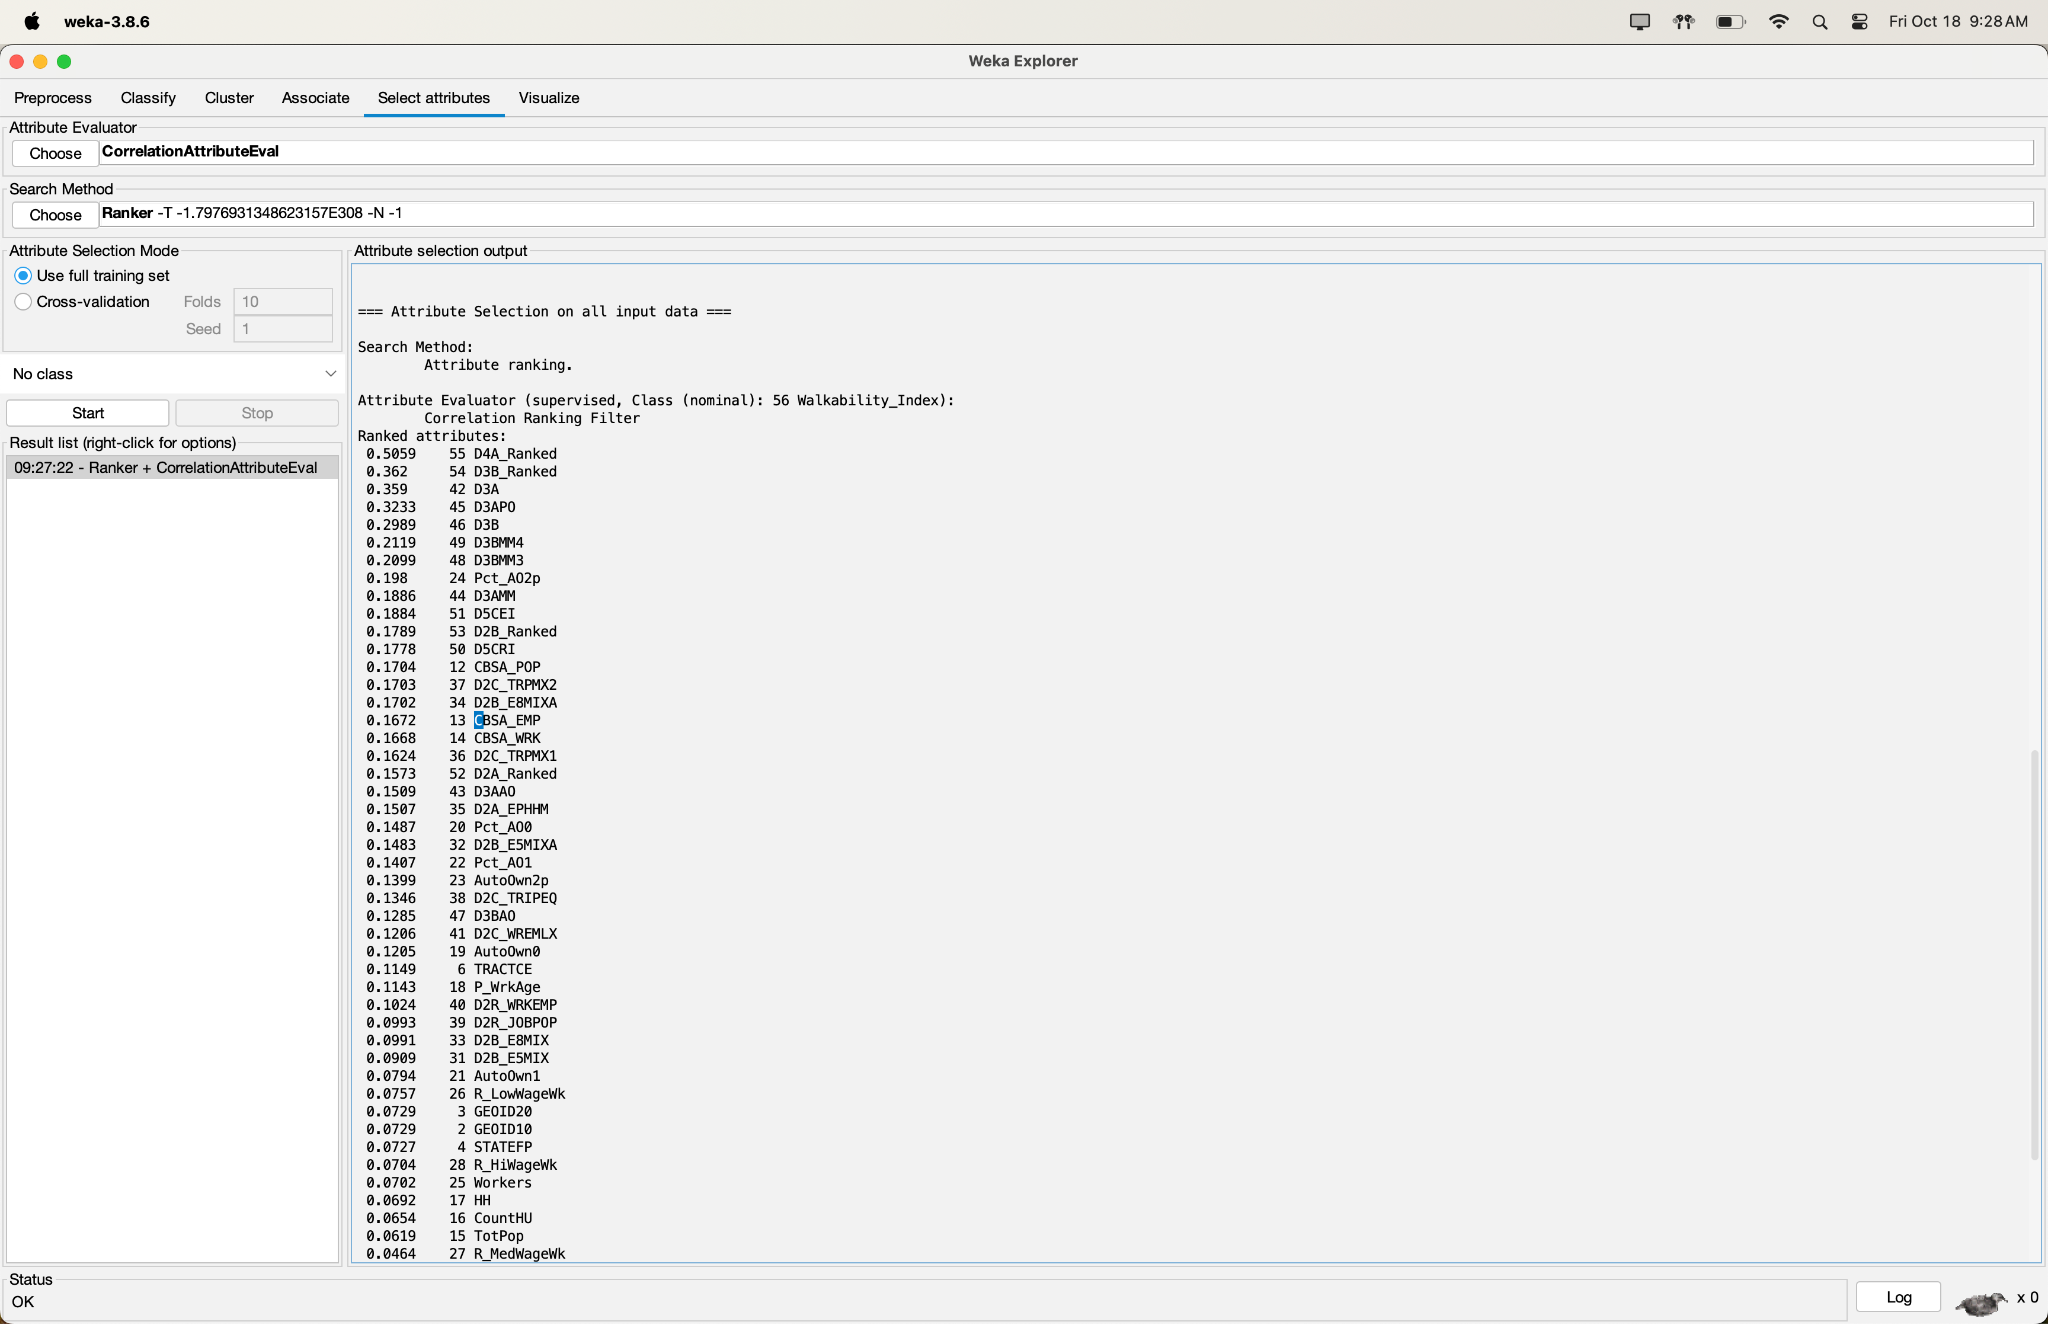 weka-3.8.6
Fri Oct 18 9:28 AM
Weka Explorer
Preprocess Classify Cluster Associate Select attributes Visualize
Attribute Evaluator
Choose CorrelationAttributeEval
Search Method
Choose Ranker -T -1.7976931348623157E308 -N -1
Attribute Selection Mode
Use full training set
Cross-validation Folds 10
Seed 1
No class
Start Stop
Result list (right-click for options)
09:27:22 - Ranker + CorrelationAttributeEval
Attribute selection output
=== Attribute Selection on all input data ===
Search Method:
Attribute ranking.
Attribute Evaluator (supervised, Class (nominal): 56 Walkability_Index):
Correlation Ranking Filter
Ranked attributes:
0.5059 55 D4A_Ranked
0.362 54 D3B_Ranked
0.359 42 D3A
0.3233 45 D3APO
0.2989 46 D3B
0.2119 49 D3BMM4
0.2099 48 D3BMM3
0.198 24 Pct_AO2p
0.1886 44 D3AMM
0.1884 51 D5CEI
0.1789 53 D2B_Ranked
0.1778 50 D5CRI
0.1704 12 CBSA_POP
0.1703 37 D2C_TRPMX2
0.1702 34 D2B_E8MIXA
0.1672 13 CBSA_EMP
0.1668 14 CBSA_WRK
0.1624 36 D2C_TRPMX1
0.1573 52 D2A_Ranked
0.1509 43 D3AAO
0.1507 35 D2A_EPHHM
0.1487 20 Pct_AO0
0.1483 32 D2B_E5MIXA
0.1407 22 Pct_AO1
0.1399 23 AutoOwn2p
0.1346 38 D2C_TRIPEQ
0.1285 47 D3BAO
0.1206 41 D2C_WREMLX
0.1205 19 AutoOwn0
0.1149 6 TRACTCE
0.1143 18 P_WrkAge
0.1024 40 D2R_WRKEMP
0.0993 39 D2R_JOBPOP
0.0991 33 D2B_E8MIX
0.0909 31 D2B_E5MIX
0.0794 21 AutoOwn1
0.0757 26 R_LowWageWk
0.0729 3 GEOID20
0.0729 2 GEOID10
0.0727 4 STATEFP
0.0704 28 R_HiWageWk
0.0702 25 Workers
0.0692 17 HH
0.0654 16 CountHU
0.0619 15 TotPop
0.0464 27 R_MedWageWk
Status
OK
Log x 0